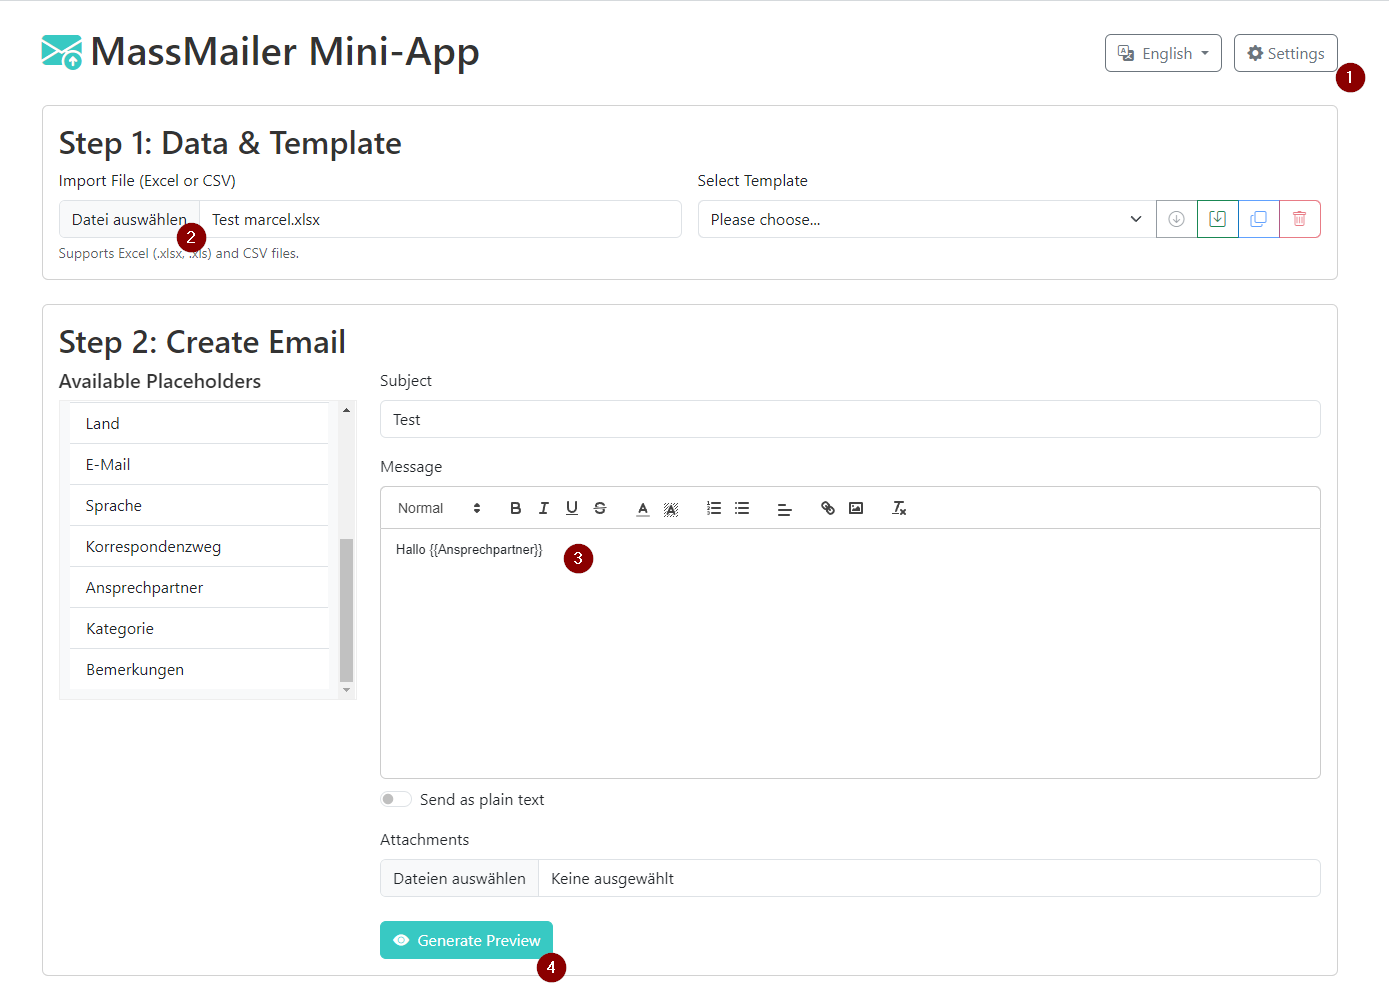 MassMailer Mini-App
English
Settings
1
Step 1: Data & Template
Import File (Excel or CSV)
Select Template
Datei auswählen
Test marcel.xlsx
Please choose...
2
Supports Excel (.xlsx, .xls) and CSV files.
Step 2: Create Email
Available Placeholders
Subject
Land
Test
E-Mail
Message
Sprache
Normal
B I U S A A
Korrespondenzweg
Hallo {{Ansprechpartner}}
3
Ansprechpartner
Kategorie
Bemerkungen
Send as plain text
Attachments
Dateien auswählen
Keine ausgewählt
Generate Preview
4